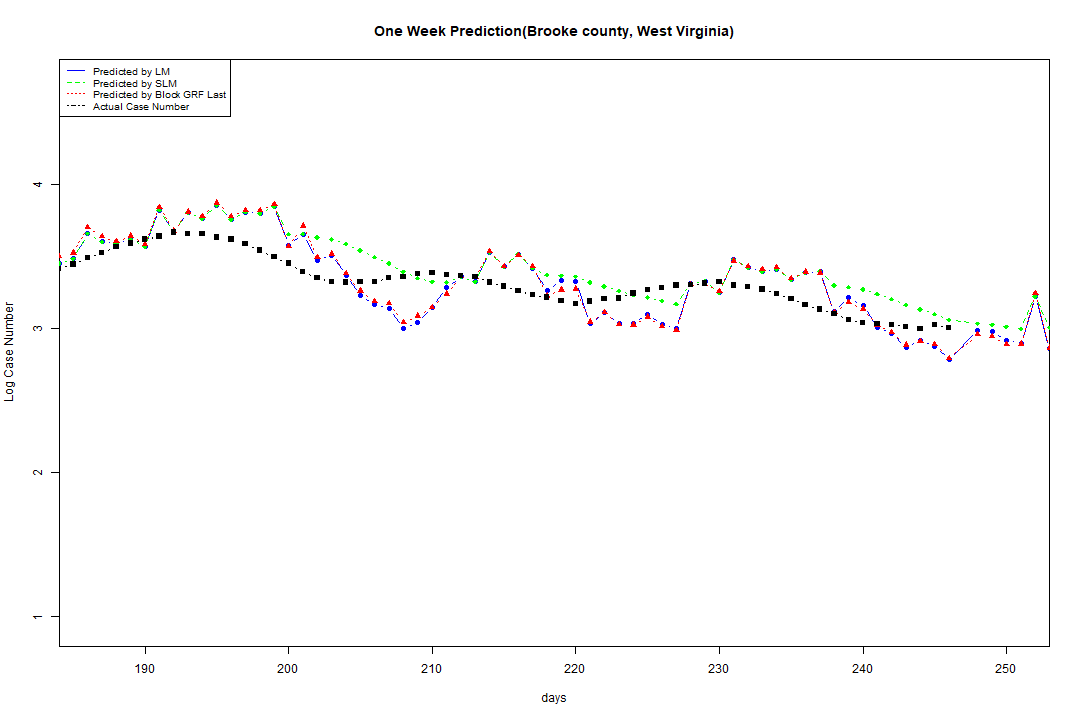 One Week Prediction(Brooke county, West Virginia)
Predicted by LM
Predicted by SLM
Predicted by Block GRF Last
Actual Case Number
4
3
2
1
Log Case Number
190 200 210 220 230 240 250
days